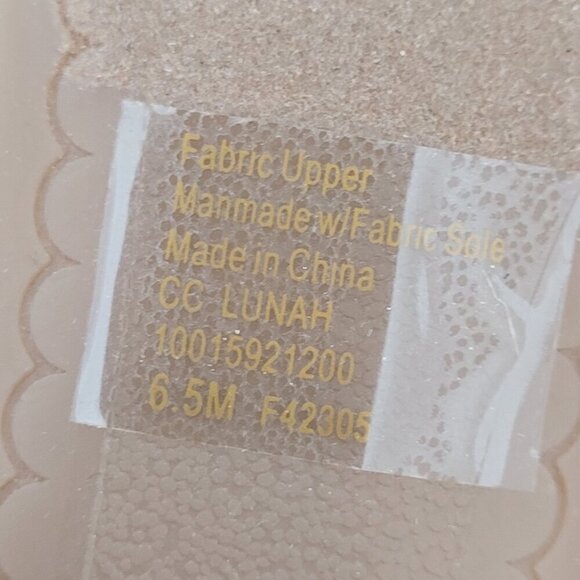 Fabric Upper
Manmade w/Fabric Sole
Made in China
CC LUNAH
10015921200
6.5M F42305